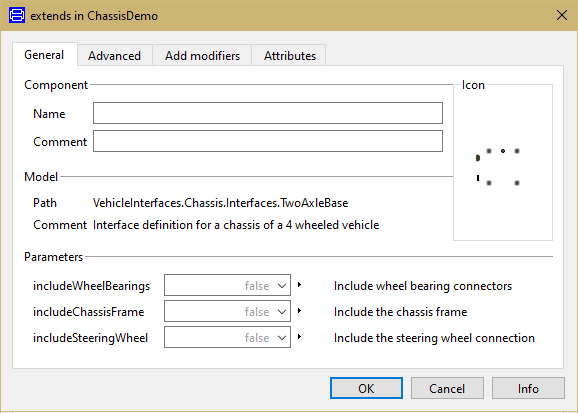 extends in ChassisDemo
General
Advanced
Add modifiers
Attributes
Component
Icon
Name
Comment
Model
Path VehicleInterfaces.Chassis.Interfaces.TwoAxleBase
Comment Interface definition for a chassis of a 4 wheeled vehicle
Parameters
includeWheelBearings false Include wheel bearing connectors
includeChassisFrame false Include the chassis frame
includeSteeringWheel false Include the steering wheel connection
OK
Cancel
Info